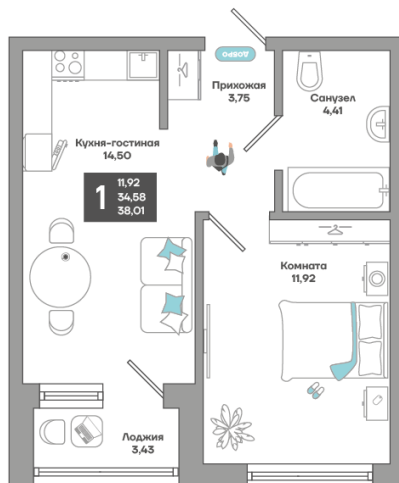 ДОБРО
Прихожая
3,75
Санузел
4,41
Кухня-гостиная
14,50
1
11,92
34,58
38,01
Комната
11,92
Лоджия
3,43